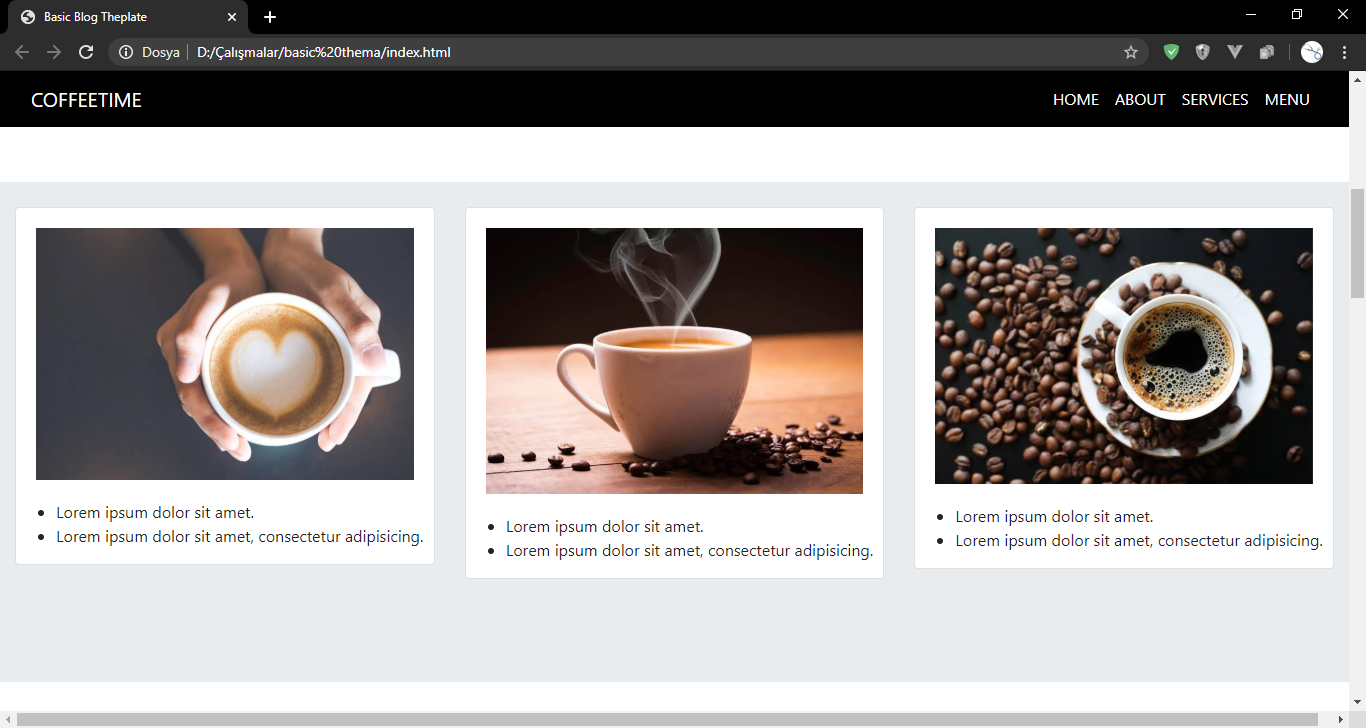 Basic Blog Theplate
Dosya D:/Çalışmalar/basic%20thema/index.html
COFFEETIME HOME ABOUT SERVICES MENU
Lorem ipsum dolor sit amet.
Lorem ipsum dolor sit amet, consectetur adipisicing.
Lorem ipsum dolor sit amet.
Lorem ipsum dolor sit amet, consectetur adipisicing.
Lorem ipsum dolor sit amet.
Lorem ipsum dolor sit amet, consectetur adipisicing.